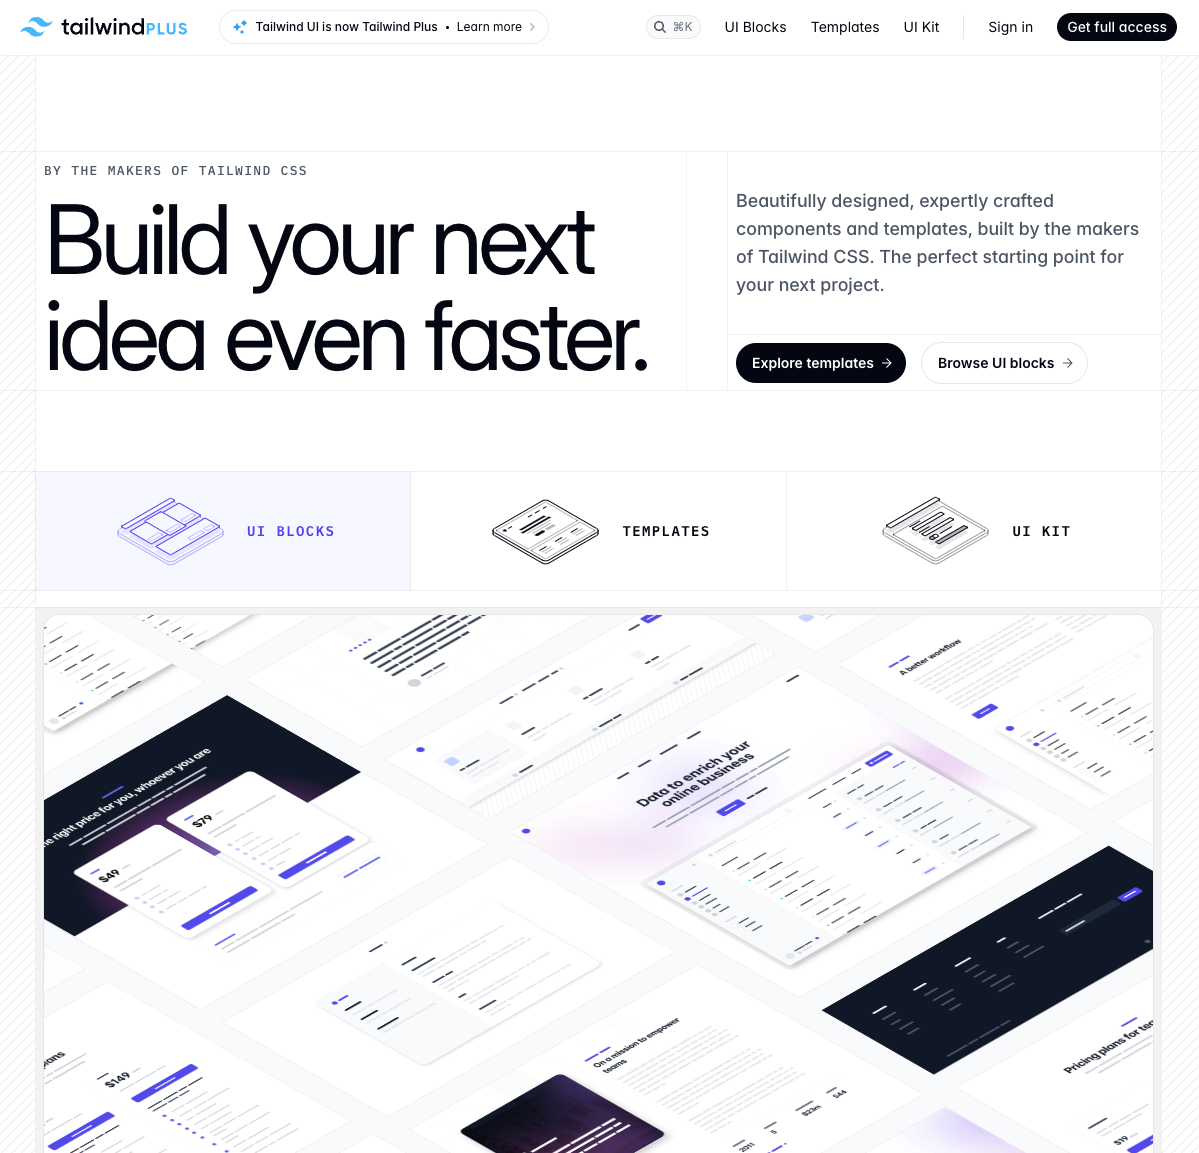 tailwindPLUS
Tailwind UI is now Tailwind Plus • Learn more
⌘K
UI Blocks
Templates
UI Kit
Sign in
Get full access
BY THE MAKERS OF TAILWIND CSS
Build your next
idea even faster.
Beautifully designed, expertly crafted
components and templates, built by the makers
of Tailwind CSS. The perfect starting point for
your next project.
Explore templates →
Browse UI blocks →
UI BLOCKS
TEMPLATES
UI KIT
A better workflow
right price for you, whoever you are
$79
$49
Data to enrich your
online business
On a mission to empower
teams
Pricing plans for
$149
$44
$23m
5
2011
$19